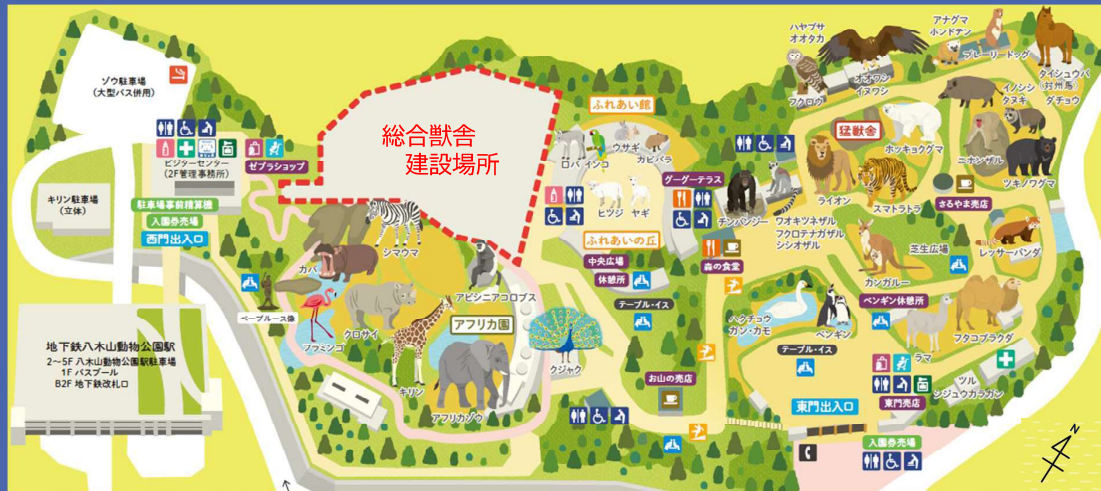 ゾウ駐車場
(大型バス併用)
ビジターセンター
(2F管理事務所)
ゼブラショップ
キリン駐車場
(立体)
駐車場事前精算機
入園券売場
西門出入口
地下鉄八木山動物公園駅
2〜5F 八木山動物公園駅駐車場
1F バスプール
B2F 地下鉄改札口
ベーブルース像
総合獣舎
建設場所
シマウマ
カバ
アビシニアコロブス
クロサイ
フラミンゴ
アフリカ園
キリン
アフリカゾウ
クジャク
ふれあい館
ウサギ
ロバ
インコ
カピバラ
ヒツジ
ヤギ
グーグーテラス
ふれあいの丘
中央広場
休憩所
森の食堂
テーブル・イス
お山の売店
ハヤブサ
オオタカ
フクロウ
オオワシ
イヌワシ
アナグマ
ホンドテン
プレーリードッグ
タイシュウバ
(対州馬)
ダチョウ
イノシシ
タヌキ
猛獣舎
ホッキョクグマ
ニホンザル
ツキノワグマ
ライオン
スマトラトラ
さるやま売店
チンパンジー
ワオキツネザル
フクロテナガザル
シシオザル
レッサーパンダ
芝生広場
カンガルー
ペンギン休憩所
ハクチョウ
ガン・カモ
ペンギン
フタコブラクダ
ラマ
テーブル・イス
東門売店
ツル
シジュウカラガン
東門出入口
入園券売場
N